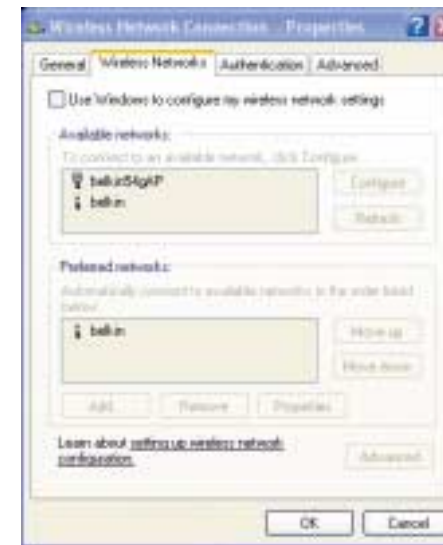 Wireless Network Connection - Properties
General Wireless Networks Authentication Advanced
Use Windows to configure my wireless network settings
Available networks:
To connect to an available network, click Configure.
belkin54gAP
belkin
Configure
Refresh
Preferred networks:
Automatically connect to available networks in the order listed
below:
belkin
Move up
Move down
Add... Remove Properties
Learn about setting up wireless network
configuration.
Advanced
OK Cancel